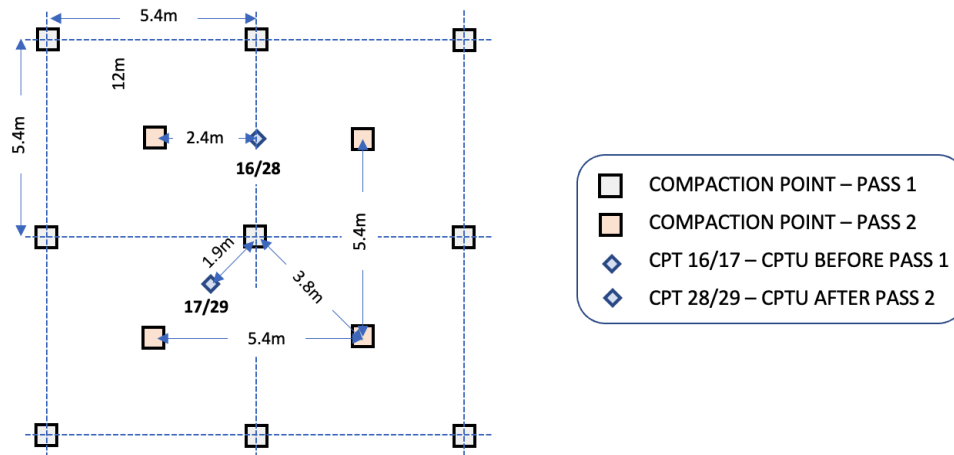 5.4m
12m
5.4m
2.4m
16/28
5.4m
1.9m
3.8m
17/29
5.4m
COMPACTION POINT – PASS 1
COMPACTION POINT – PASS 2
CPT 16/17 – CPTU BEFORE PASS 1
CPT 28/29 – CPTU AFTER PASS 2